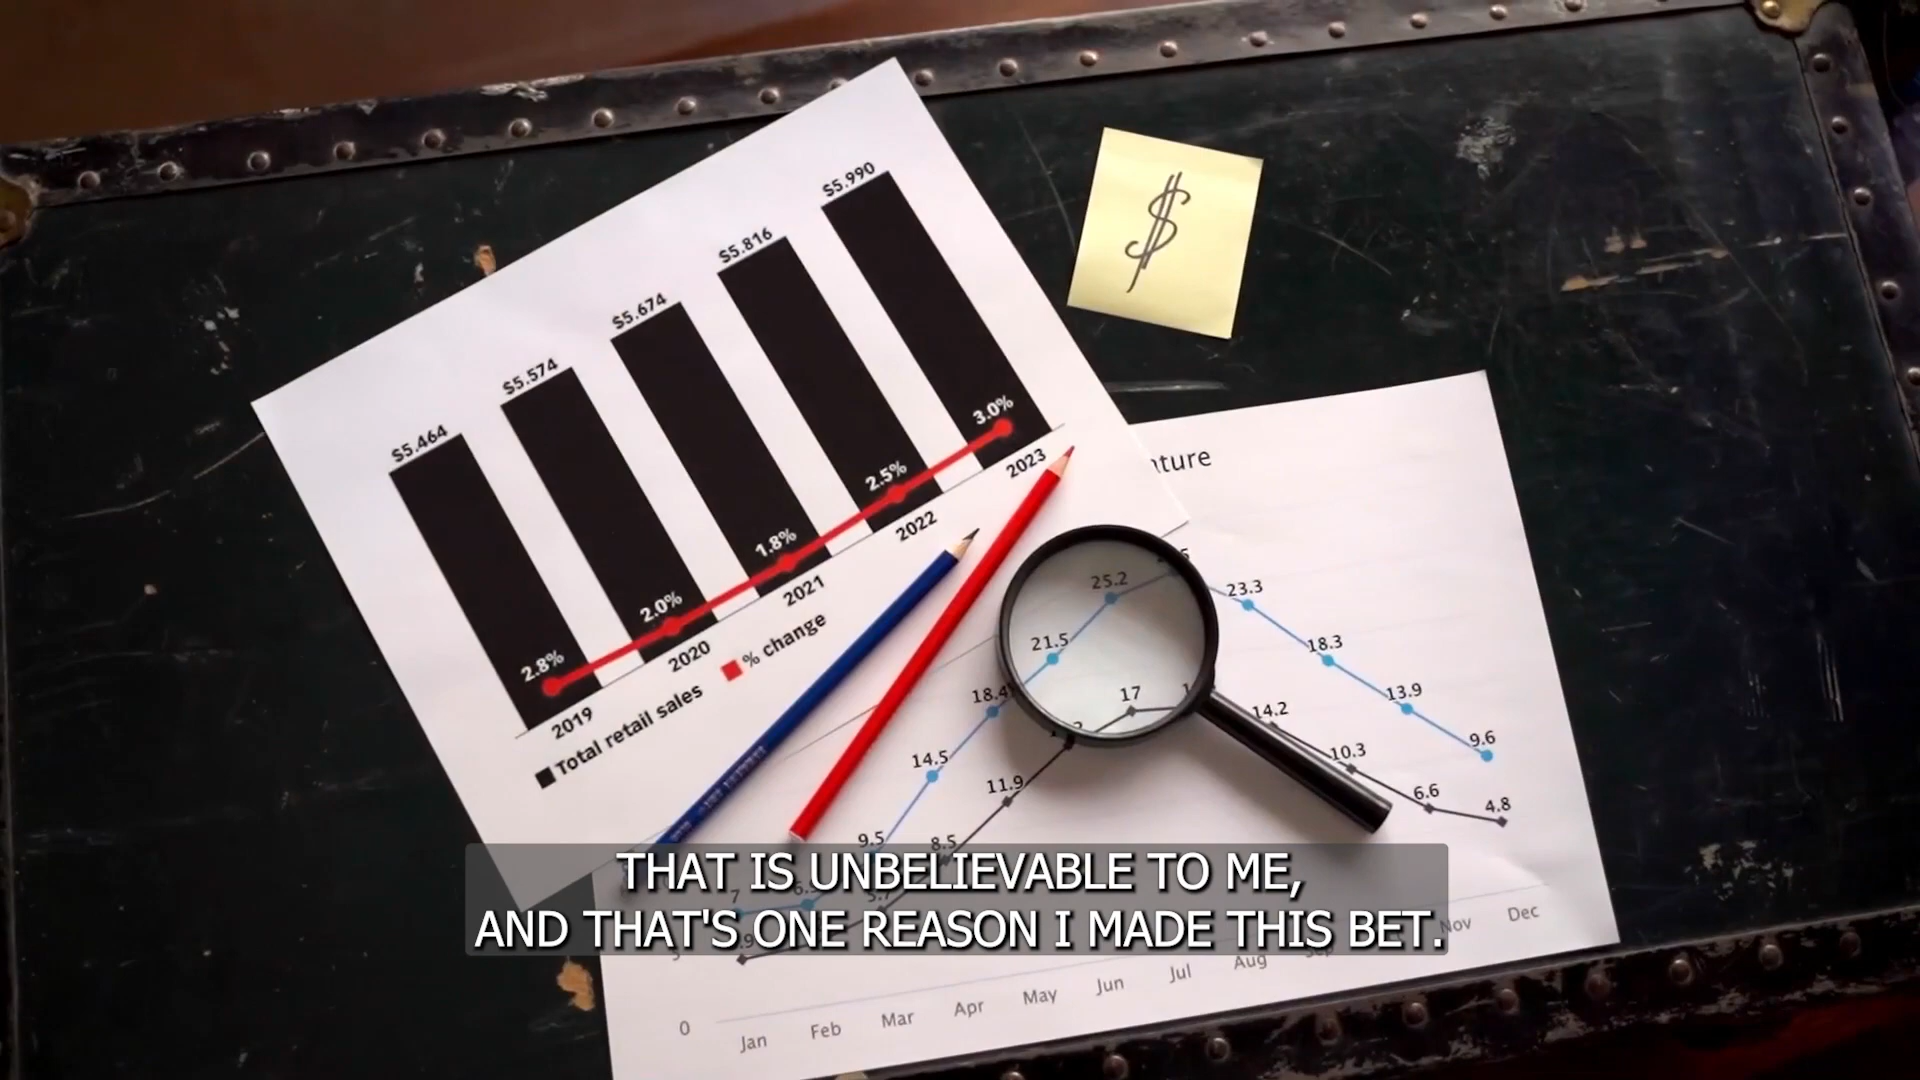 $5.464
$5.574
$5.674
$5.816
$5.990
2.8%
2.0%
1.8%
2.5%
3.0%
2019
2020
2021
2022
2023
Total retail sales
% change
$
25.2
23.3
21.5
18.3
18.4
17
13.9
14.5
14.2
9.6
11.9
10.3
9.5
8.5
6.6
4.8
7
THAT IS UNBELIEVABLE TO ME,
AND THAT'S ONE REASON I MADE THIS BET.
0
Jan
Feb
Mar
Apr
May
Jun
Jul
Aug
Nov
Dec